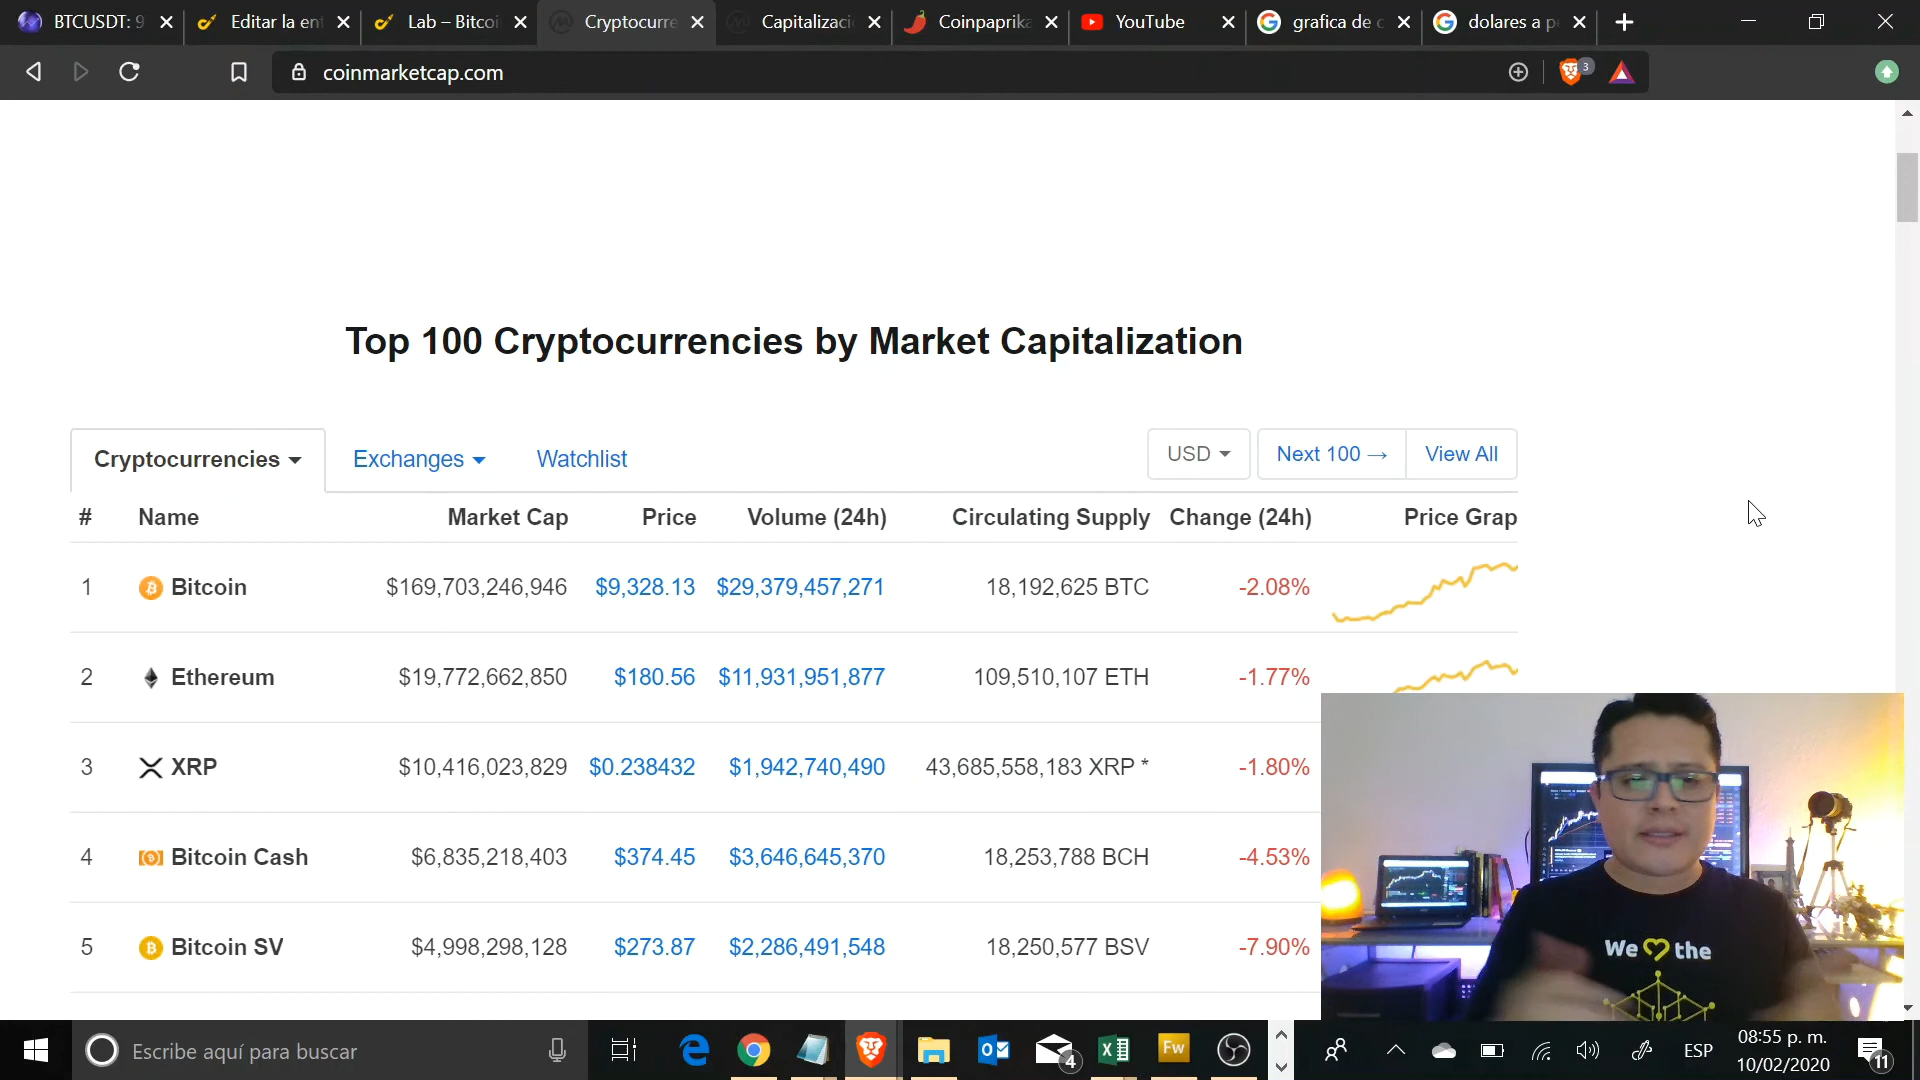 BTCUSDT: 9
Editar la en
Lab – Bitcoi
Cryptocurre
Capitalizaci
Coinpaprika
YouTube
grafica de c
dolares a p
coinmarketcap.com
3
Top 100 Cryptocurrencies by Market Capitalization
Cryptocurrencies Exchanges Watchlist USD Next 100 → View All
# Name Market Cap Price Volume (24h) Circulating Supply Change (24h) Price Grap
1 Bitcoin $169,703,246,946 $9,328.13 $29,379,457,271 18,192,625 BTC -2.08%
2 Ethereum $19,772,662,850 $180.56 $11,931,951,877 109,510,107 ETH -1.77%
3 XRP $10,416,023,829 $0.238432 $1,942,740,490 43,685,558,183 XRP * -1.80%
4 Bitcoin Cash $6,835,218,403 $374.45 $3,646,645,370 18,253,788 BCH -4.53%
5 Bitcoin SV $4,998,298,128 $273.87 $2,286,491,548 18,250,577 BSV -7.90%
We the
Escribe aquí para buscar
4
Fw
ESP
08:55 p. m.
10/02/2020
11